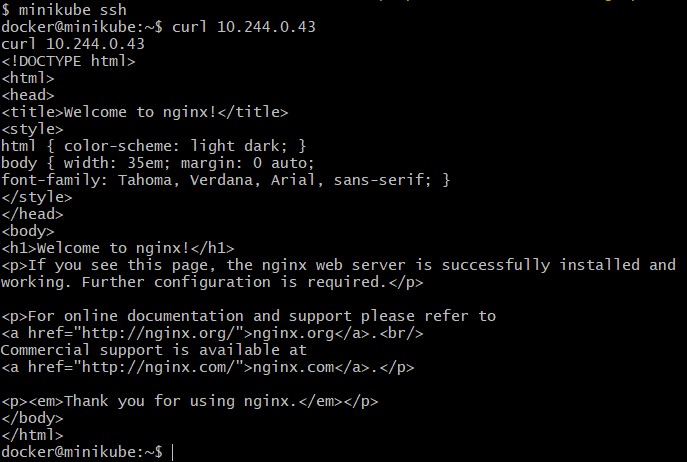 $ minikube ssh
docker@minikube:~$ curl 10.244.0.43
curl 10.244.0.43
<!DOCTYPE html>
<html>
<head>
<title>Welcome to nginx!</title>
<style>
html { color-scheme: light dark; }
body { width: 35em; margin: 0 auto;
font-family: Tahoma, Verdana, Arial, sans-serif; }
</style>
</head>
<body>
<h1>Welcome to nginx!</h1>
<p>If you see this page, the nginx web server is successfully installed and
working. Further configuration is required.</p>

<p>For online documentation and support please refer to
<a href="http://nginx.org/">nginx.org</a>.<br/>
Commercial support is available at
<a href="http://nginx.com/">nginx.com</a>.</p>

<p><em>Thank you for using nginx.</em></p>
</body>
</html>
docker@minikube:~$